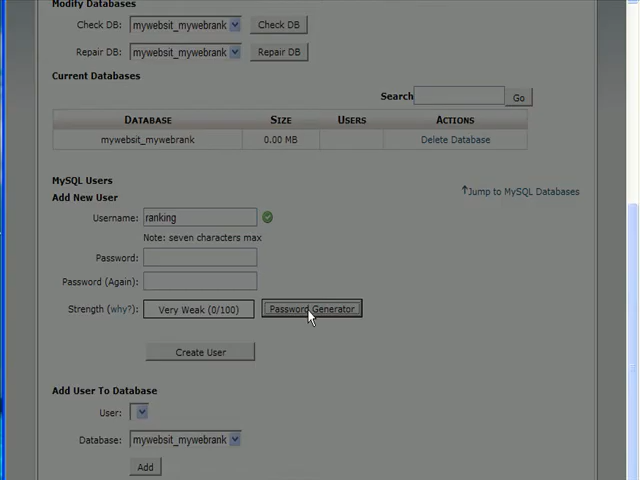 Modify Databases
Check DB: mywebsit_mywebrank Check DB
Repair DB: mywebsit_mywebrank Repair DB
Current Databases
Search Go
DATABASE SIZE USERS ACTIONS
mywebsit_mywebrank 0.00 MB Delete Database
MySQL Users
Jump to MySQL Databases
Add New User
Username: ranking
Note: seven characters max
Password:
Password (Again):
Strength (why?): Very Weak (0/100) Password Generator
Create User
Add User To Database
User:
Database: mywebsit_mywebrank
Add